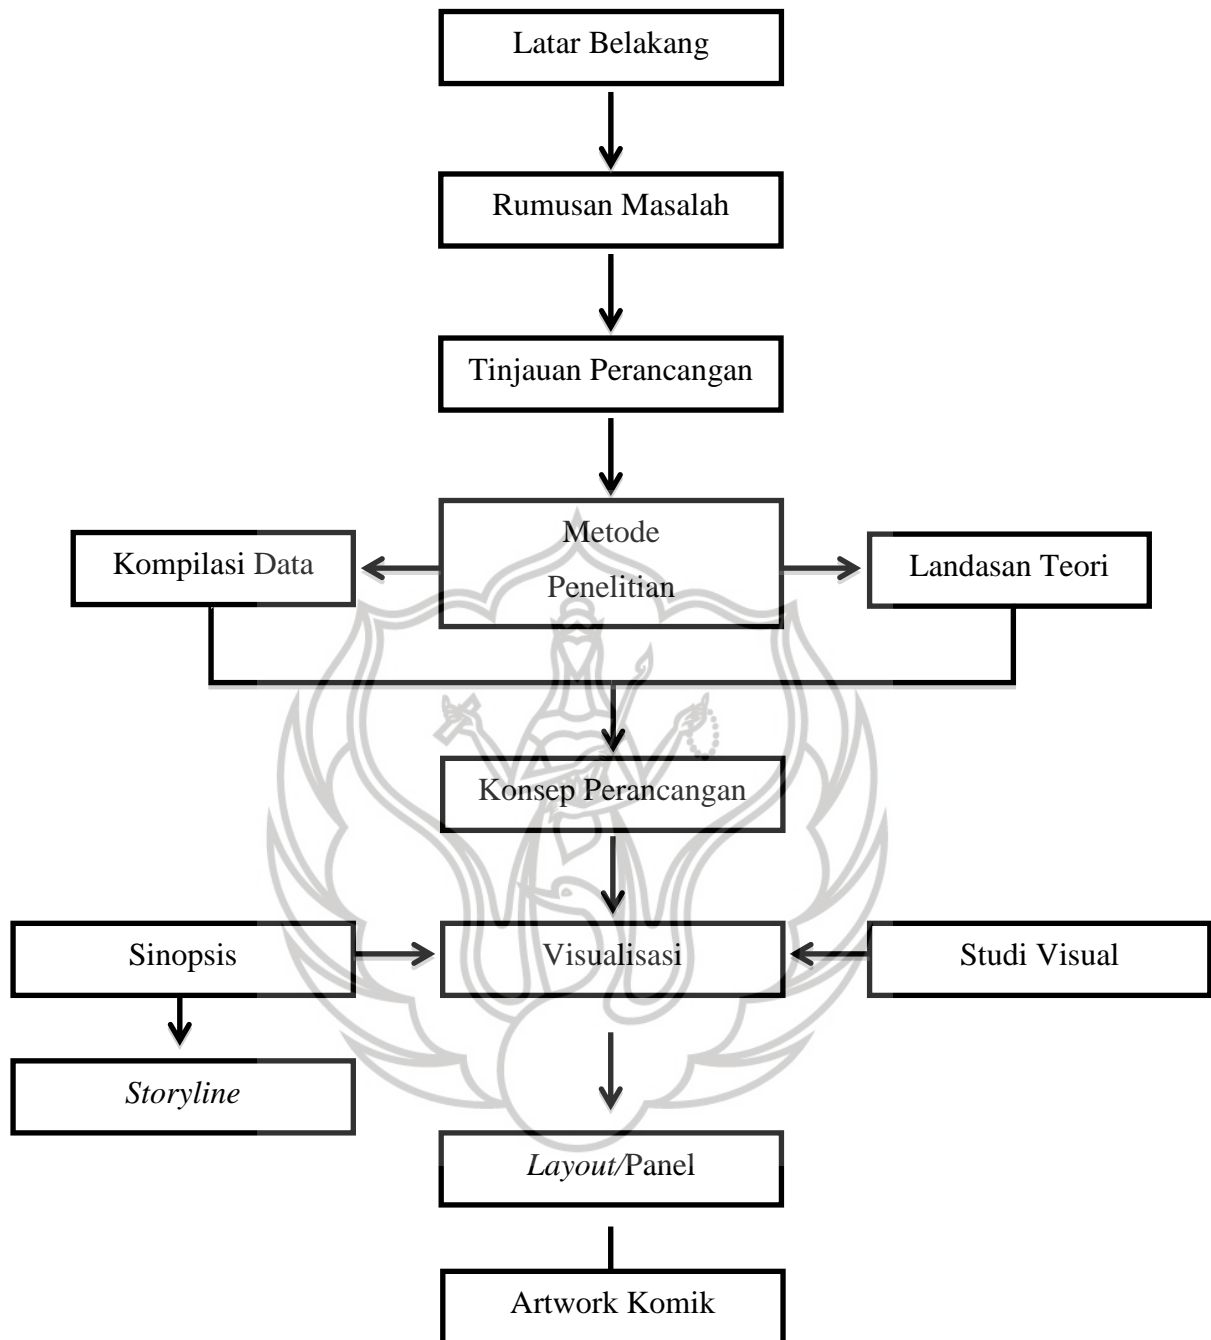 Latar Belakang
Rumusan Masalah
Tinjauan Perancangan
Metode
Penelitian
Kompilasi Data
Landasan Teori
Konsep Perancangan
Sinopsis
Visualisasi
Studi Visual
Storyline
Layout/Panel
Artwork Komik